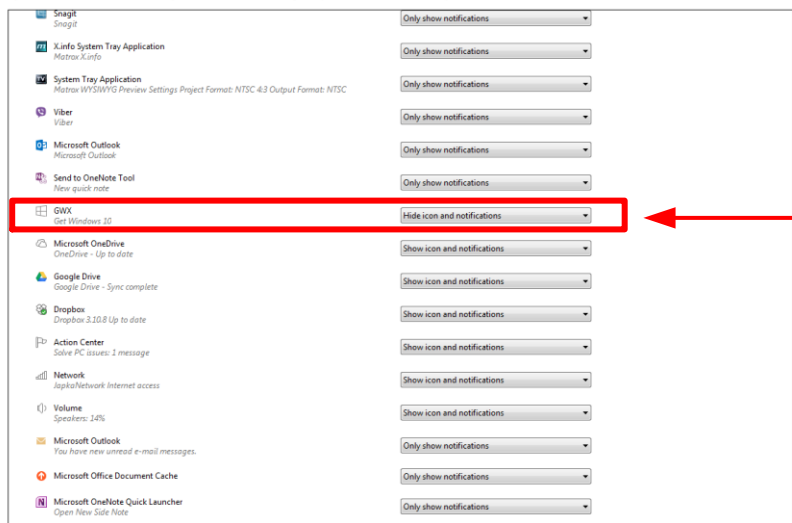 Snagit
Snagit
Only show notifications
X.info System Tray Application
Matrox X.info
Only show notifications
System Tray Application
Matrox WYSIWYG Preview Settings Project Format: NTSC 4:3 Output Format: NTSC
Only show notifications
Viber
Viber
Only show notifications
Microsoft Outlook
Microsoft Outlook
Only show notifications
Send to OneNote Tool
New quick note
Only show notifications
GWX
Get Windows 10
Hide icon and notifications
Microsoft OneDrive
OneDrive - Up to date
Show icon and notifications
Google Drive
Google Drive - Sync complete
Show icon and notifications
Dropbox
Dropbox 3.10.8 Up to date
Show icon and notifications
Action Center
Solve PC issues: 1 message
Show icon and notifications
Network
JapkaNetwork Internet access
Show icon and notifications
Volume
Speakers: 14%
Show icon and notifications
Microsoft Outlook
You have new unread e-mail messages.
Only show notifications
Microsoft Office Document Cache
Only show notifications
Microsoft OneNote Quick Launcher
Open New Side Note
Only show notifications